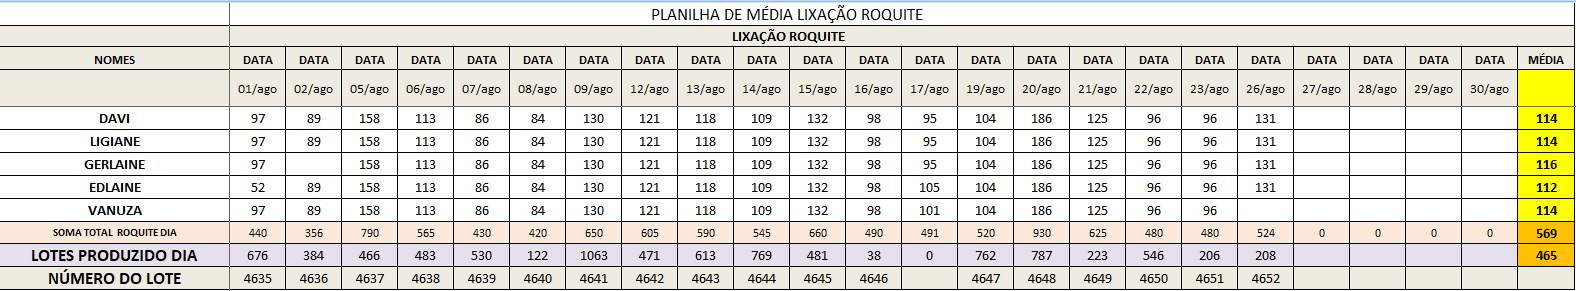 PLANILHA DE MÉDIA LIXAÇÃO ROQUITE
LIXAÇÃO ROQUITE
NOMES DATA DATA DATA DATA DATA DATA DATA DATA DATA DATA DATA DATA DATA DATA DATA DATA DATA DATA DATA DATA DATA DATA DATA MÉDIA
01/ago 02/ago 05/ago 06/ago 07/ago 08/ago 09/ago 12/ago 13/ago 14/ago 15/ago 16/ago 17/ago 19/ago 20/ago 21/ago 22/ago 23/ago 26/ago 27/ago 28/ago 29/ago 30/ago
DAVI 97 89 158 113 86 84 130 121 118 109 132 98 95 104 186 125 96 96 131 114
LIGIANE 97 89 158 113 86 84 130 121 118 109 132 98 95 104 186 125 96 96 131 114
GERLAINE 97 158 113 86 84 130 121 118 109 132 98 95 104 186 125 96 96 131 116
EDLAINE 52 89 158 113 86 84 130 121 118 109 132 98 105 104 186 125 96 96 131 112
VANUZA 97 89 158 113 86 84 130 121 118 109 132 98 101 104 186 125 96 96 114
SOMA TOTAL ROQUITE DIA 440 356 790 565 430 420 650 605 590 545 660 490 491 520 930 625 480 480 524 0 0 0 0 569
LOTES PRODUZIDO DIA 676 384 466 483 530 122 1063 471 613 769 481 38 0 762 787 223 546 206 208 465
NÚMERO DO LOTE 4635 4636 4637 4638 4639 4640 4641 4642 4643 4644 4645 4646 4647 4648 4649 4650 4651 4652